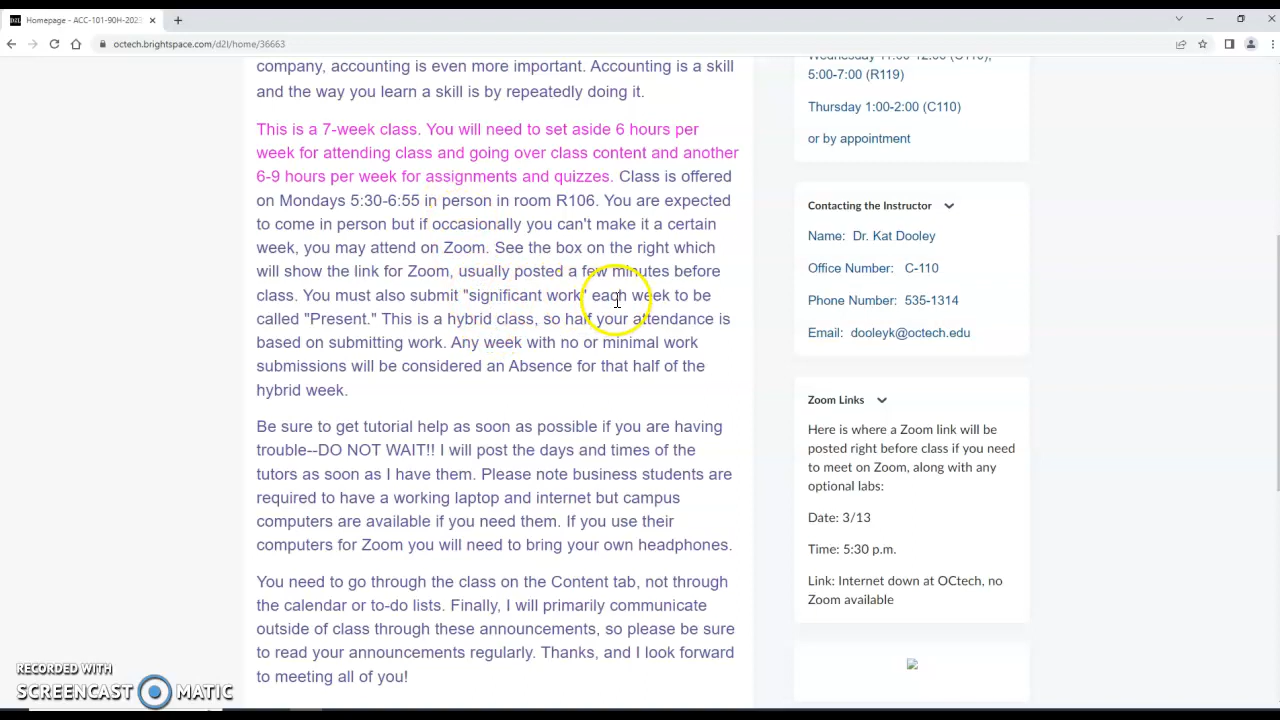 Homepage - ACC-101-90H-202
octech.brightspace.com/d2l/home/36663
company, accounting is even more important. Accounting is a skill
and the way you learn a skill is by repeatedly doing it.
This is a 7-week class. You will need to set aside 6 hours per
week for attending class and going over class content and another
6-9 hours per week for assignments and quizzes. Class is offered
on Mondays 5:30-6:55 in person in room R106. You are expected
to come in person but if occasionally you can't make it a certain
week, you may attend on Zoom. See the box on the right which
will show the link for Zoom, usually posted a few minutes before
class. You must also submit "significant work" each week to be
called "Present." This is a hybrid class, so half your attendance is
based on submitting work. Any week with no or minimal work
submissions will be considered an Absence for that half of the
hybrid week.
Be sure to get tutorial help as soon as possible if you are having
trouble--DO NOT WAIT!! I will post the days and times of the
tutors as soon as I have them. Please note business students are
required to have a working laptop and internet but campus
computers are available if you need them. If you use their
computers for Zoom you will need to bring your own headphones.
You need to go through the class on the Content tab, not through
the calendar or to-do lists. Finally, I will primarily communicate
outside of class through these announcements, so please be sure
to read your announcements regularly. Thanks, and I look forward
to meeting all of you!
5:00-7:00 (R119)
Thursday 1:00-2:00 (C110)
or by appointment
Contacting the Instructor
Name: Dr. Kat Dooley
Office Number: C-110
Phone Number: 535-1314
Email: dooleyk@octech.edu
Zoom Links
Here is where a Zoom link will be
posted right before class if you need
to meet on Zoom, along with any
optional labs:
Date: 3/13
Time: 5:30 p.m.
Link: Internet down at OCtech, no
Zoom available
RECORDED WITH
SCREENCAST MATIC